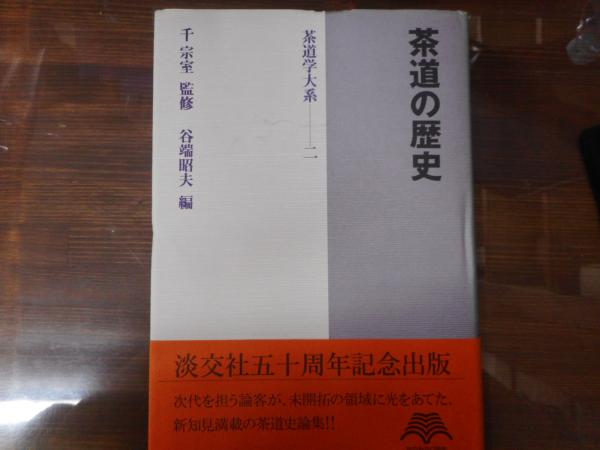 茶道の歴史
茶道学大系――二
千 宗室 監修 谷端昭夫 編
淡交社五十周年記念出版
次代を担う論客が、未開拓の領域に光をあてた、
新知見満載の茶道史論集!!